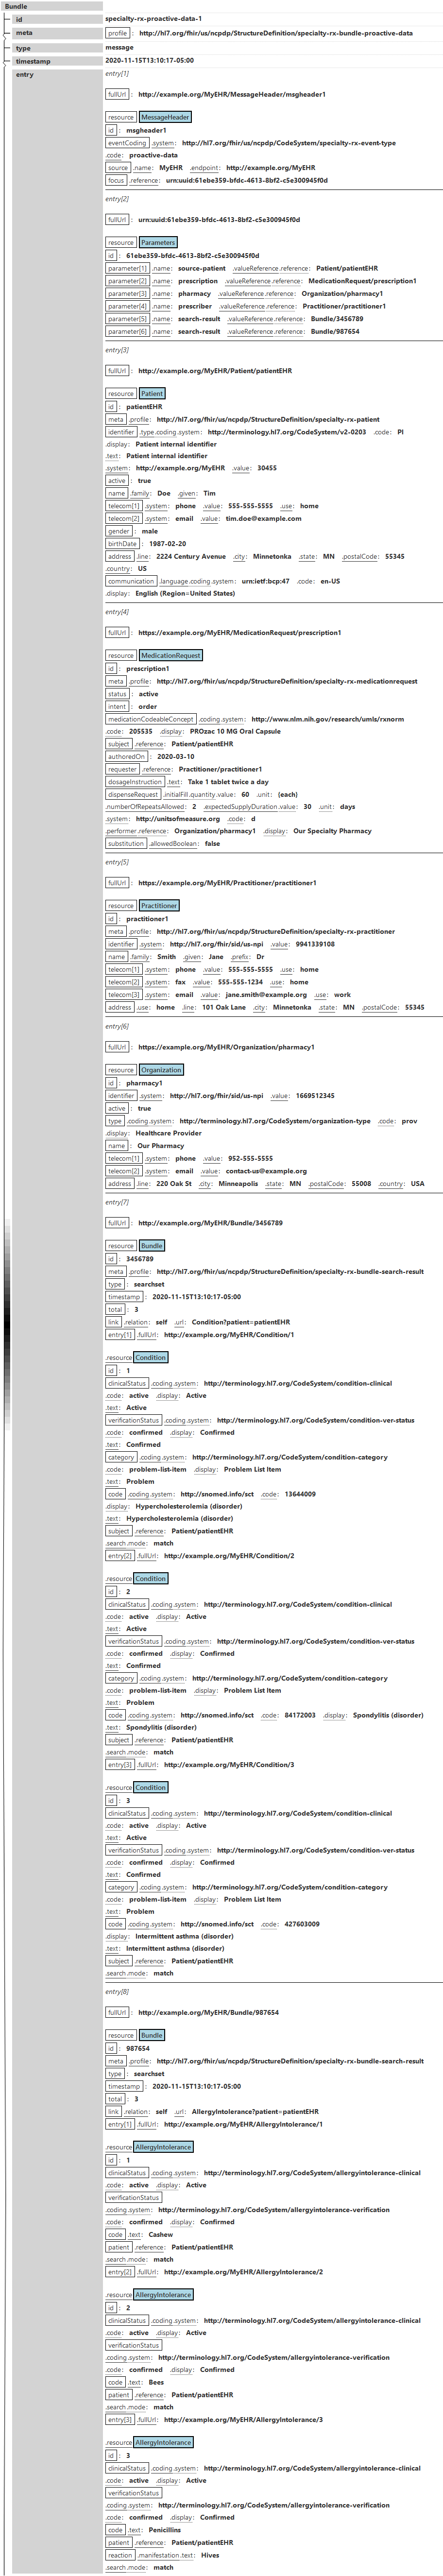 Bundle
id specialty-rx-proactive-data-1
meta profile : http://hl7.org/fhir/us/ncpdp/StructureDefinition/specialty-rx-bundle-proactive-data
type message
timestamp 2020-11-15T13:10:17-05:00
entry entry[1]
fullUrl : http://example.org/MyEHR/MessageHeader/msgheader1
resource MessageHeader
id : msgheader1
eventCoding .system: http://hl7.org/fhir/us/ncpdp/CodeSystem/specialty-rx-event-type
.code: proactive-data
source .name: MyEHR .endpoint: http://example.org/MyEHR
focus .reference: urn:uuid:61ebe359-bfdc-4613-8bf2-c5e300945f0d
entry[2]
fullUrl : urn:uuid:61ebe359-bfdc-4613-8bf2-c5e300945f0d
resource Parameters
id : 61ebe359-bfdc-4613-8bf2-c5e300945f0d
parameter[1] .name: source-patient .valueReference.reference: Patient/patientEHR
parameter[2] .name: prescription .valueReference.reference: MedicationRequest/prescription1
parameter[3] .name: pharmacy .valueReference.reference: Organization/pharmacy1
parameter[4] .name: prescriber .valueReference.reference: Practitioner/practitioner1
parameter[5] .name: search-result .valueReference.reference: Bundle/3456789
parameter[6] .name: search-result .valueReference.reference: Bundle/987654
entry[3]
fullUrl : http://example.org/MyEHR/Patient/patientEHR
resource Patient
id : patientEHR
meta .profile: http://hl7.org/fhir/us/ncpdp/StructureDefinition/specialty-rx-patient
identifier .type.coding.system: http://terminology.hl7.org/CodeSystem/v2-0203 .code: PI
.display: Patient internal identifier
.text: Patient internal identifier
.system: http://example.org/MyEHR .value: 30455
active : true
name .family: Doe .given: Tim
telecom[1] .system: phone .value: 555-555-5555 .use: home
telecom[2] .system: email .value: tim.doe@example.com
gender : male
birthDate : 1987-02-20
address .line: 2224 Century Avenue .city: Minnetonka .state: MN .postalCode: 55345
.country: US
communication .language.coding.system: urn:ietf:bcp:47 .code: en-US
.display: English (Region=United States)
entry[4]
fullUrl : https://example.org/MyEHR/MedicationRequest/prescription1
resource MedicationRequest
id : prescription1
meta .profile: http://hl7.org/fhir/us/ncpdp/StructureDefinition/specialty-rx-medicationrequest
status : active
intent : order
medicationCodeableConcept .coding.system: http://www.nlm.nih.gov/research/umls/rxnorm
.code: 205535 .display: PROzac 10 MG Oral Capsule
subject .reference: Patient/patientEHR
authoredOn : 2020-03-10
requester .reference: Practitioner/practitioner1
dosageInstruction .text: Take 1 tablet twice a day
dispenseRequest .initialFill.quantity.value: 60 .unit: (each)
.numberOfRepeatsAllowed: 2 .expectedSupplyDuration.value: 30 .unit: days
.system: http://unitsofmeasure.org .code: d
.performer.reference: Organization/pharmacy1 .display: Our Specialty Pharmacy
substitution .allowedBoolean: false
entry[5]
fullUrl : https://example.org/MyEHR/Practitioner/practitioner1
resource Practitioner
id : practitioner1
meta .profile: http://hl7.org/fhir/us/ncpdp/StructureDefinition/specialty-rx-practitioner
identifier .system: http://hl7.org/fhir/sid/us-npi .value: 9941339108
name .family: Smith .given: Jane .prefix: Dr
telecom[1] .system: phone .value: 555-555-5555 .use: home
telecom[2] .system: fax .value: 555-555-1234 .use: home
telecom[3] .system: email .value: jane.smith@example.org .use: work
address .use: home .line: 101 Oak Lane .city: Minnetonka .state: MN .postalCode: 55345
entry[6]
fullUrl : https://example.org/MyEHR/Organization/pharmacy1
resource Organization
id : pharmacy1
identifier .system: http://hl7.org/fhir/sid/us-npi .value: 1669512345
active : true
type .coding.system: http://terminology.hl7.org/CodeSystem/organization-type .code: prov
.display: Healthcare Provider
name : Our Pharmacy
telecom[1] .system: phone .value: 952-555-5555
telecom[2] .system: email .value: contact-us@example.org
address .line: 220 Oak St .city: Minneapolis .state: MN .postalCode: 55008 .country: USA
entry[7]
fullUrl : http://example.org/MyEHR/Bundle/3456789
resource Bundle
id : 3456789
meta .profile: http://hl7.org/fhir/us/ncpdp/StructureDefinition/specialty-rx-bundle-search-result
type : searchset
timestamp : 2020-11-15T13:10:17-05:00
total : 3
link .relation: self .url: Condition?patient=patientEHR
entry[1] .fullUrl: http://example.org/MyEHR/Condition/1
.resource Condition
id : 1
clinicalStatus .coding.system: http://terminology.hl7.org/CodeSystem/condition-clinical
.code: active .display: Active
.text: Active
verificationStatus .coding.system: http://terminology.hl7.org/CodeSystem/condition-ver-status
.code: confirmed .display: Confirmed
.text: Confirmed
category .coding.system: http://terminology.hl7.org/CodeSystem/condition-category
.code: problem-list-item .display: Problem List Item
.text: Problem
code .coding.system: http://snomed.info/sct .code: 13644009
.display: Hypercholesterolemia (disorder)
.text: Hypercholesterolemia (disorder)
subject .reference: Patient/patientEHR
.search.mode: match
entry[2] .fullUrl: http://example.org/MyEHR/Condition/2
.resource Condition
id : 2
clinicalStatus .coding.system: http://terminology.hl7.org/CodeSystem/condition-clinical
.code: active .display: Active
.text: Active
verificationStatus .coding.system: http://terminology.hl7.org/CodeSystem/condition-ver-status
.code: confirmed .display: Confirmed
.text: Confirmed
category .coding.system: http://terminology.hl7.org/CodeSystem/condition-category
.code: problem-list-item .display: Problem List Item
.text: Problem
code .coding.system: http://snomed.info/sct .code: 84172003 .display: Spondylitis (disorder)
.text: Spondylitis (disorder)
subject .reference: Patient/patientEHR
.search.mode: match
entry[3] .fullUrl: http://example.org/MyEHR/Condition/3
.resource Condition
id : 3
clinicalStatus .coding.system: http://terminology.hl7.org/CodeSystem/condition-clinical
.code: active .display: Active
.text: Active
verificationStatus .coding.system: http://terminology.hl7.org/CodeSystem/condition-ver-status
.code: confirmed .display: Confirmed
.text: Confirmed
category .coding.system: http://terminology.hl7.org/CodeSystem/condition-category
.code: problem-list-item .display: Problem List Item
.text: Problem
code .coding.system: http://snomed.info/sct .code: 427603009
.display: Intermittent asthma (disorder)
.text: Intermittent asthma (disorder)
subject .reference: Patient/patientEHR
.search.mode: match
entry[8]
fullUrl : http://example.org/MyEHR/Bundle/987654
resource Bundle
id : 987654
meta .profile: http://hl7.org/fhir/us/ncpdp/StructureDefinition/specialty-rx-bundle-search-result
type : searchset
timestamp : 2020-11-15T13:10:17-05:00
total : 3
link .relation: self .url: AllergyIntolerance?patient=patientEHR
entry[1] .fullUrl: http://example.org/MyEHR/AllergyIntolerance/1
.resource AllergyIntolerance
id : 1
clinicalStatus .coding.system: http://terminology.hl7.org/CodeSystem/allergyintolerance-clinical
.code: active .display: Active
verificationStatus
.coding.system: http://terminology.hl7.org/CodeSystem/allergyintolerance-verification
.code: confirmed .display: Confirmed
code .text: Cashew
patient .reference: Patient/patientEHR
.search.mode: match
entry[2] .fullUrl: http://example.org/MyEHR/AllergyIntolerance/2
.resource AllergyIntolerance
id : 2
clinicalStatus .coding.system: http://terminology.hl7.org/CodeSystem/allergyintolerance-clinical
.code: active .display: Active
verificationStatus
.coding.system: http://terminology.hl7.org/CodeSystem/allergyintolerance-verification
.code: confirmed .display: Confirmed
code .text: Bees
patient .reference: Patient/patientEHR
.search.mode: match
entry[3] .fullUrl: http://example.org/MyEHR/AllergyIntolerance/3
.resource AllergyIntolerance
id : 3
clinicalStatus .coding.system: http://terminology.hl7.org/CodeSystem/allergyintolerance-clinical
.code: active .display: Active
verificationStatus
.coding.system: http://terminology.hl7.org/CodeSystem/allergyintolerance-verification
.code: confirmed .display: Confirmed
code .text: Penicillins
patient .reference: Patient/patientEHR
reaction .manifestation.text: Hives
.search.mode: match